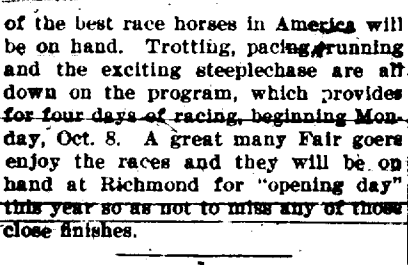 of the best race horses in America will
be on hand. Trotting, pacing, running
and the exciting steeplechase are all
down on the program, which provides
for four days of racing, beginning Mon-
day, Oct. 8. A great many Fair goers
enjoy the races and they will be on
hand at Richmond for "opening day"
this year so as not to miss any of those
close finishes.